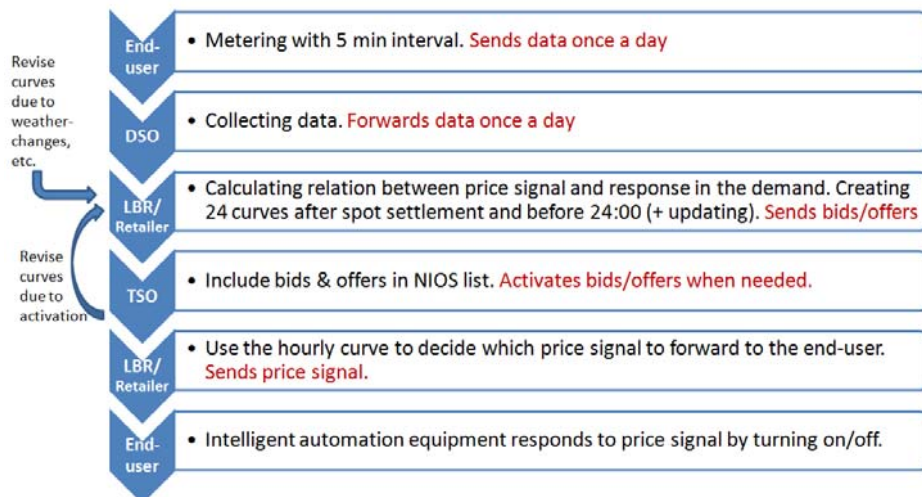 End-
user
• Metering with 5 min interval. Sends data once a day
Revise
curves
due to
weather-
changes,
etc.
DSO
• Collecting data. Forwards data once a day
LBR/
Retailer
• Calculating relation between price signal and response in the demand. Creating
24 curves after spot settlement and before 24:00 (+ updating). Sends bids/offers
Revise
curves
due to
activation
TSO
• Include bids & offers in NIOS list. Activates bids/offers when needed.
LBR/
Retailer
• Use the hourly curve to decide which price signal to forward to the end-user.
Sends price signal.
End-
user
• Intelligent automation equipment responds to price signal by turning on/off.